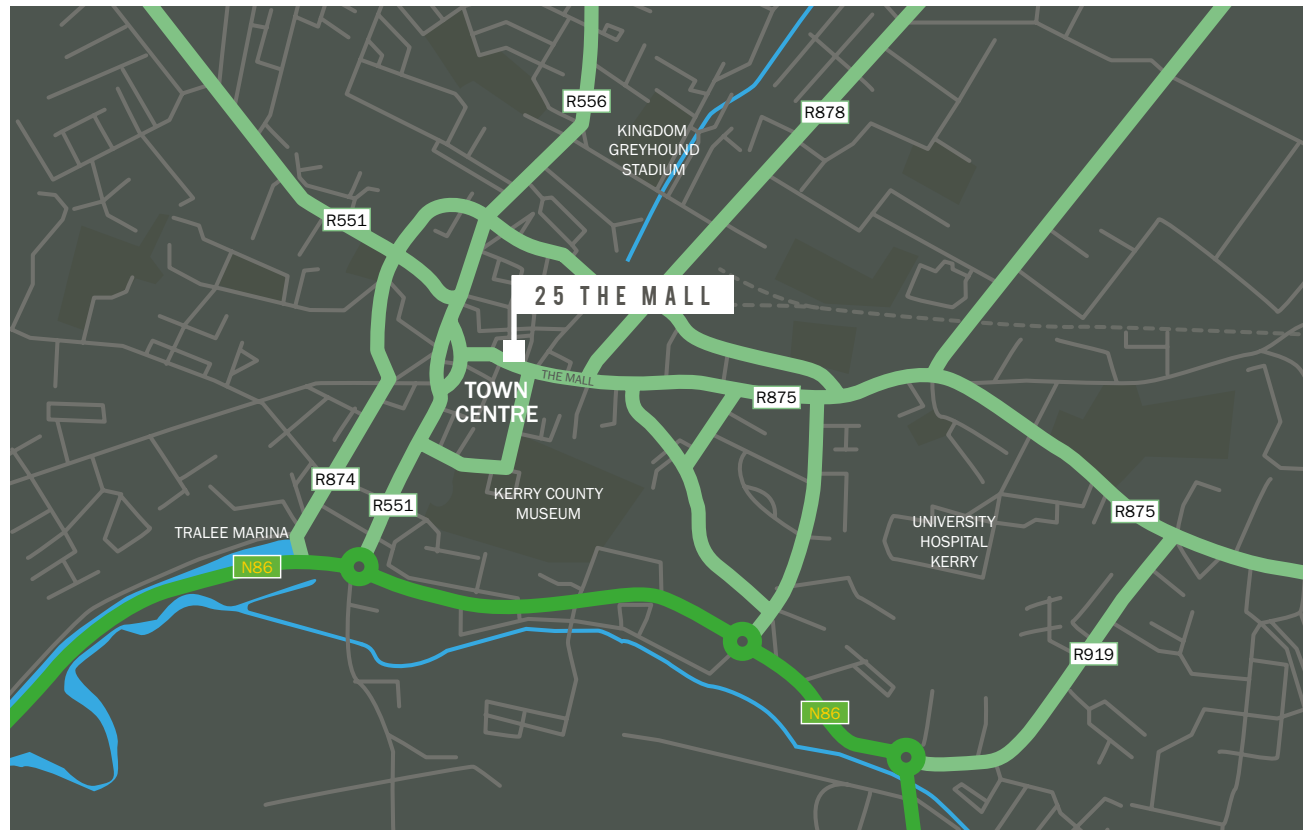 R556
R878
KINGDOM
GREYHOUND
STADIUM
R551
25 THE MALL
THE MALL
TOWN
CENTRE
R875
R874
R551
KERRY COUNTY
MUSEUM
R875
UNIVERSITY
HOSPITAL
KERRY
TRALEE MARINA
N86
R919
N86